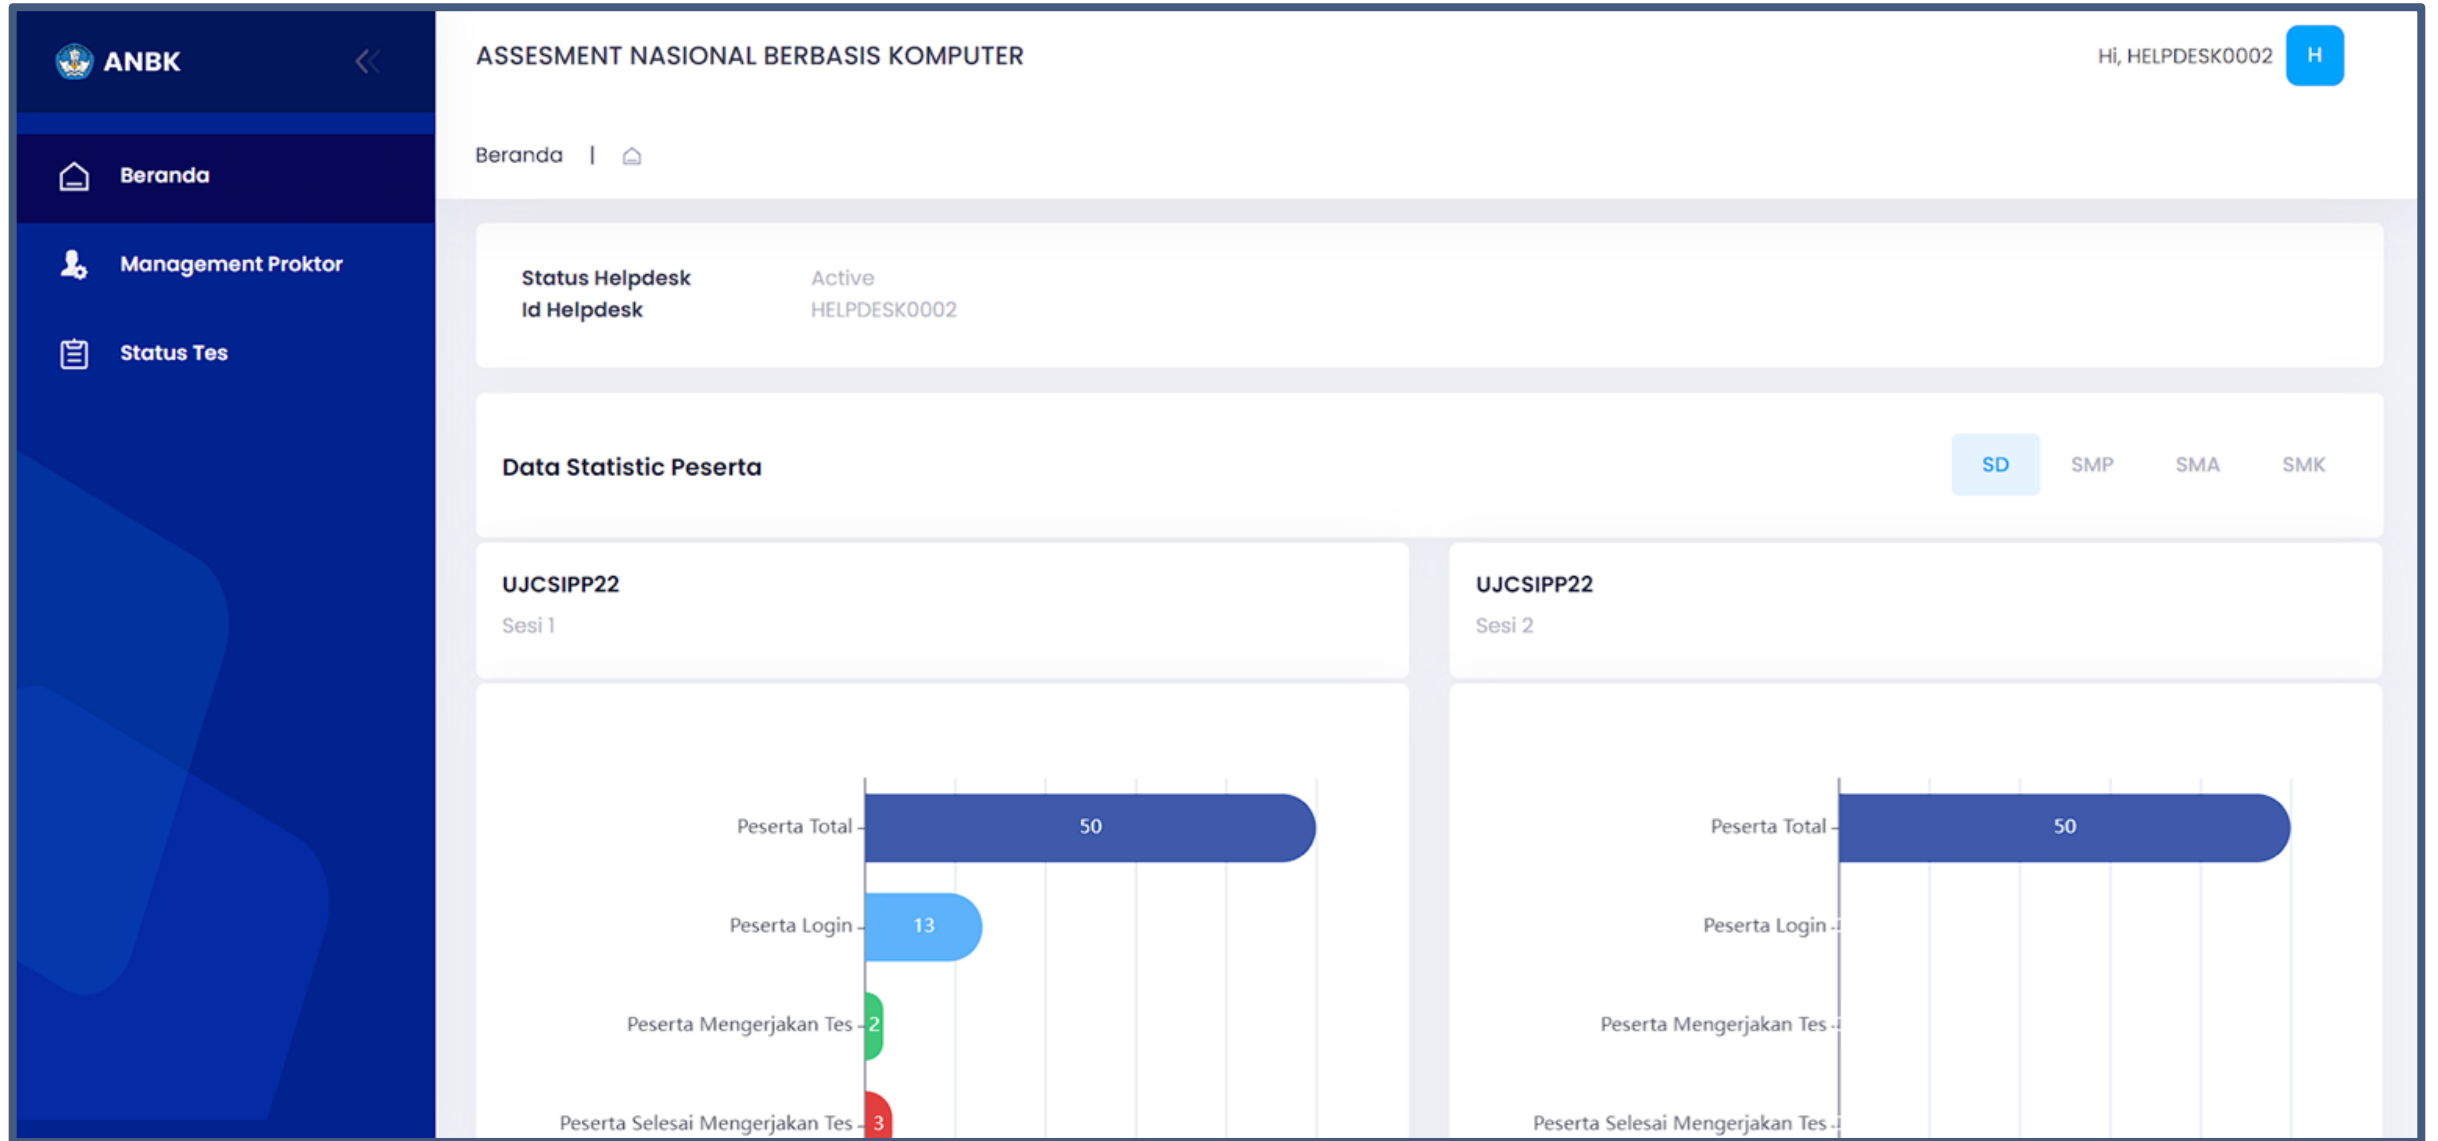 ANBK
ASSESMENT NASIONAL BERBASIS KOMPUTER
Hi, HELPDESK0002
H
Beranda
Management Proktor
Status Tes
Beranda |
Status Helpdesk Active
Id Helpdesk HELPDESK0002
Data Statistic Peserta
SD SMP SMA SMK
UJCSIPP22
Sesi 1
Peserta Total 50
Peserta Login 13
Peserta Mengerjakan Tes 2
Peserta Selesai Mengerjakan Tes 3
UJCSIPP22
Sesi 2
Peserta Total 50
Peserta Login
Peserta Mengerjakan Tes
Peserta Selesai Mengerjakan Tes